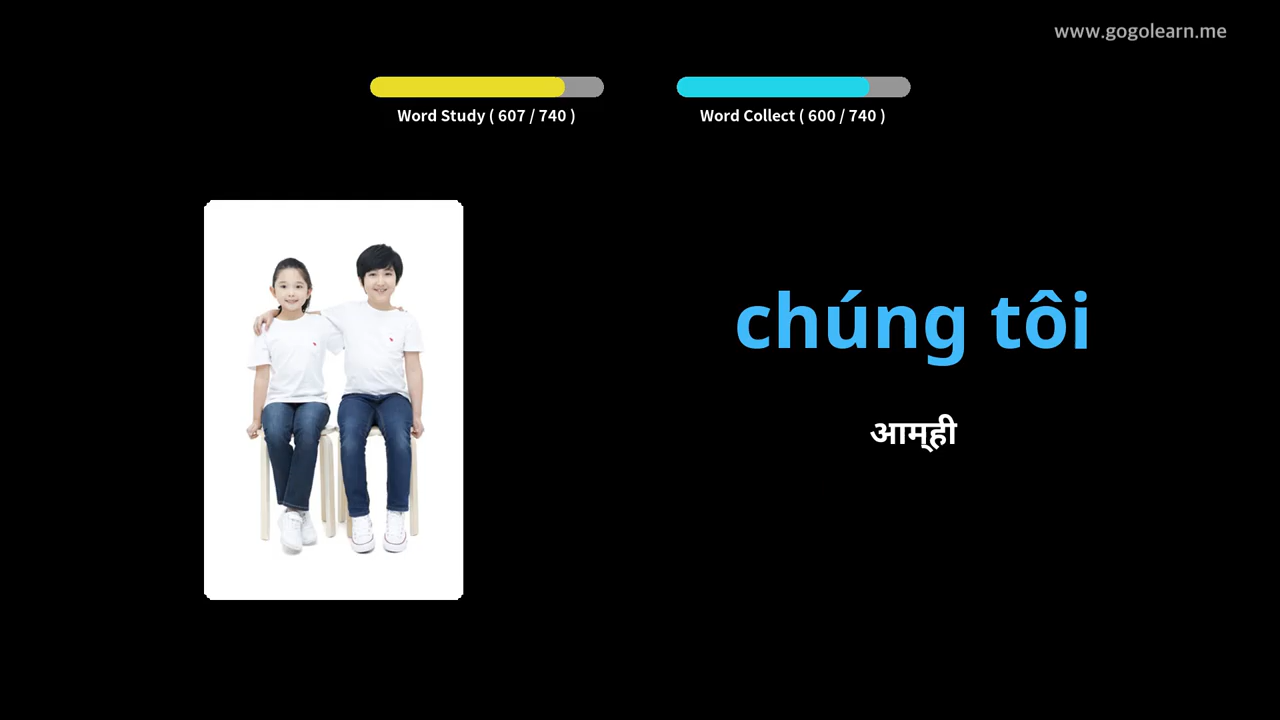 www.gogolearn.me
Word Study ( 607 / 740 )
Word Collect ( 600 / 740 )
chúng tôi
आम्ही